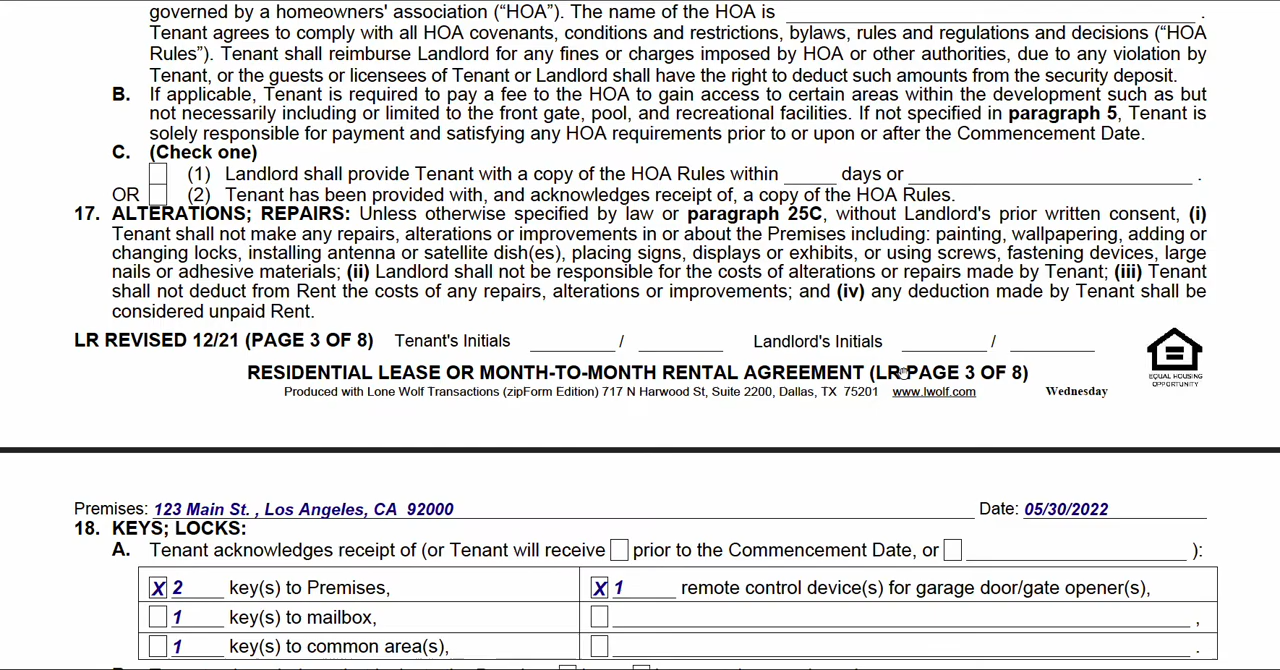 governed by a homeowners' association (“HOA”). The name of the HOA is ___ .
Tenant agrees to comply with all HOA covenants, conditions and restrictions, bylaws, rules and regulations and decisions (“HOA
Rules”). Tenant shall reimburse Landlord for any fines or charges imposed by HOA or other authorities, due to any violation by
Tenant, or the guests or licensees of Tenant or Landlord shall have the right to deduct such amounts from the security deposit.
B. If applicable, Tenant is required to pay a fee to the HOA to gain access to certain areas within the development such as but
not necessarily including or limited to the front gate, pool, and recreational facilities. If not specified in paragraph 5, Tenant is
solely responsible for payment and satisfying any HOA requirements prior to or upon or after the Commencement Date.
C. (Check one)
(1) Landlord shall provide Tenant with a copy of the HOA Rules within ___ days or ___ .
OR (2) Tenant has been provided with, and acknowledges receipt of, a copy of the HOA Rules.
17. ALTERATIONS; REPAIRS: Unless otherwise specified by law or paragraph 25C, without Landlord's prior written consent, (i)
Tenant shall not make any repairs, alterations or improvements in or about the Premises including: painting, wallpapering, adding or
changing locks, installing antenna or satellite dish(es), placing signs, displays or exhibits, or using screws, fastening devices, large
nails or adhesive materials; (ii) Landlord shall not be responsible for the costs of alterations or repairs made by Tenant; (iii) Tenant
shall not deduct from Rent the costs of any repairs, alterations or improvements; and (iv) any deduction made by Tenant shall be
considered unpaid Rent.
LR REVISED 12/21 (PAGE 3 OF 8) Tenant's Initials ___ / ___ Landlord's Initials ___ / ___
RESIDENTIAL LEASE OR MONTH-TO-MONTH RENTAL AGREEMENT (LR PAGE 3 OF 8)
EQUAL HOUSING
OPPORTUNITY
Produced with Lone Wolf Transactions (zipForm Edition) 717 N Harwood St, Suite 2200, Dallas, TX 75201 www.lwolf.com Wednesday
Premises: 123 Main St. , Los Angeles, CA 92000 Date: 05/30/2022
18. KEYS; LOCKS:
A. Tenant acknowledges receipt of (or Tenant will receive prior to the Commencement Date, or ___ ):
X 2 key(s) to Premises, X 1 remote control device(s) for garage door/gate opener(s),
1 key(s) to mailbox, ___ ,
1 key(s) to common area(s), ___ .